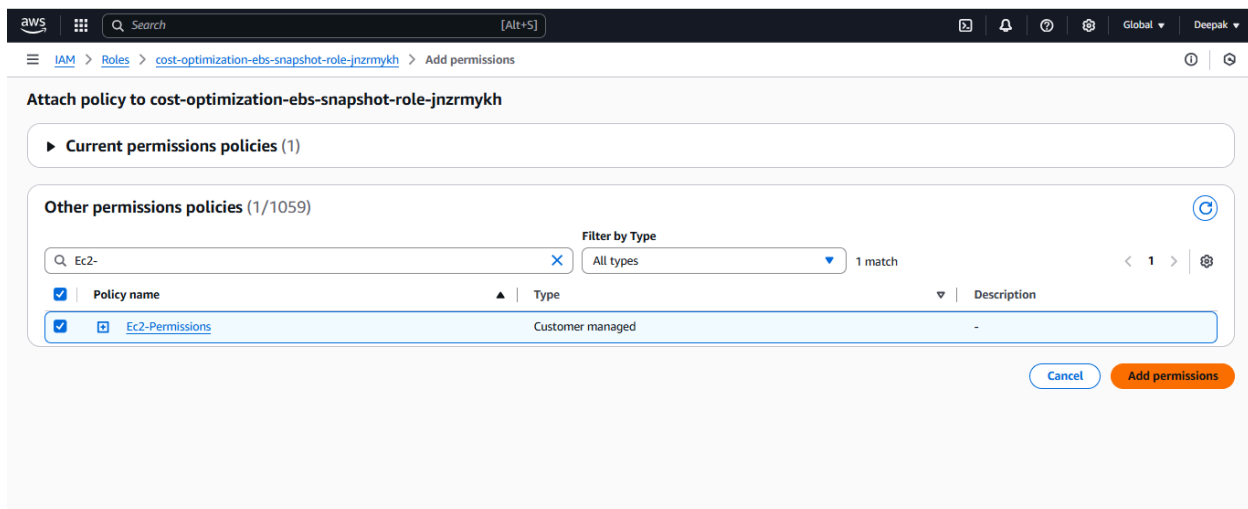 aws Search [Alt+S] Global Deepak
IAM > Roles > cost-optimization-ebs-snapshot-role-jnzrmykh > Add permissions
Attach policy to cost-optimization-ebs-snapshot-role-jnzrmykh
Current permissions policies (1)
Other permissions policies (1/1059)
Filter by Type
Ec2- All types 1 match 1
Policy name Type Description
Ec2-Permissions Customer managed -
Cancel Add permissions